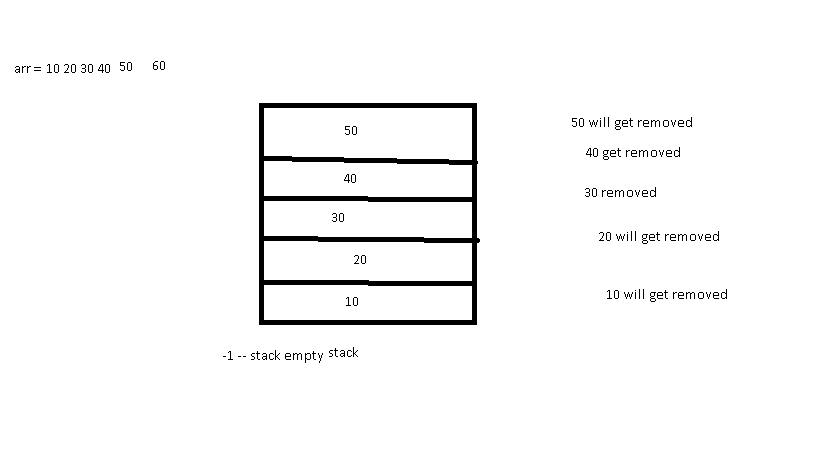 arr = 10 20 30 40 50 60
50
50 will get removed
40 get removed
40
30 removed
30
20 will get removed
20
10 will get removed
10
-1 -- stack empty stack